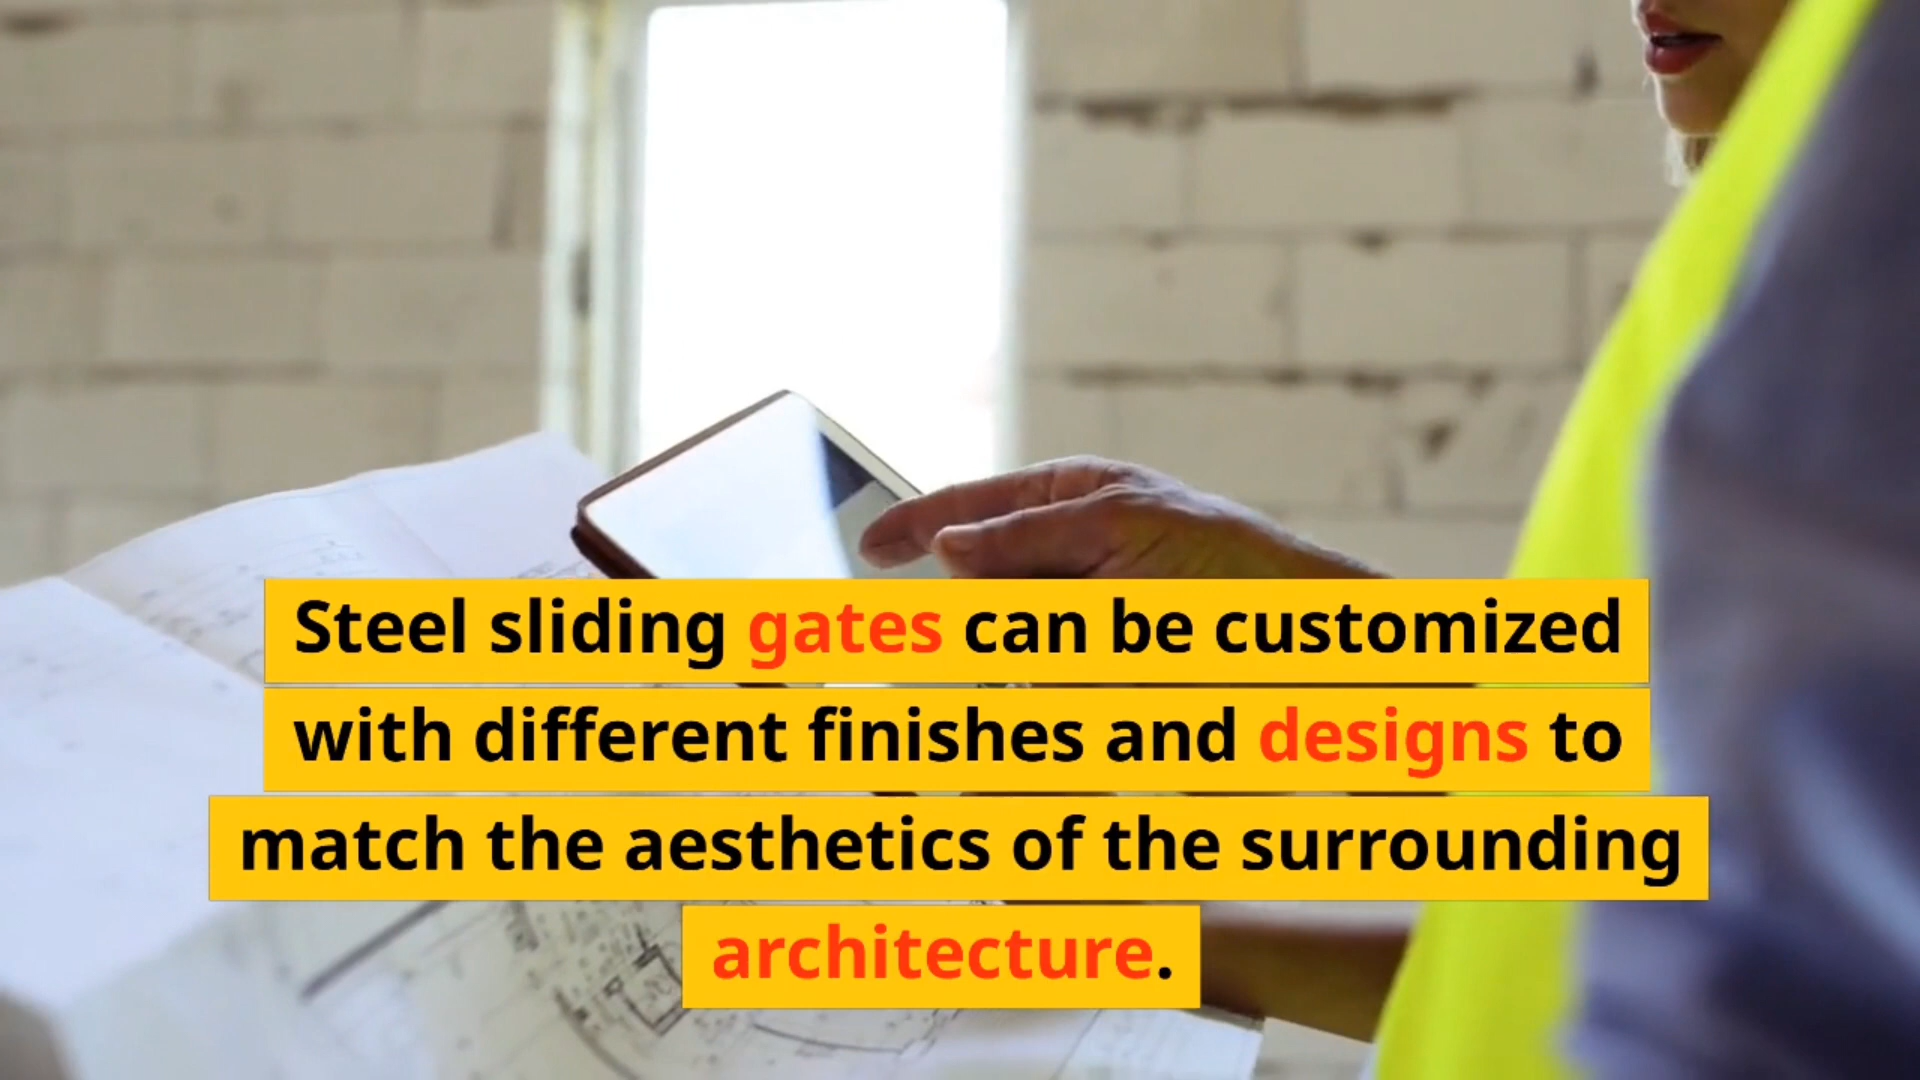 Steel sliding gates can be customized
with different finishes and designs to
match the aesthetics of the surrounding
architecture.